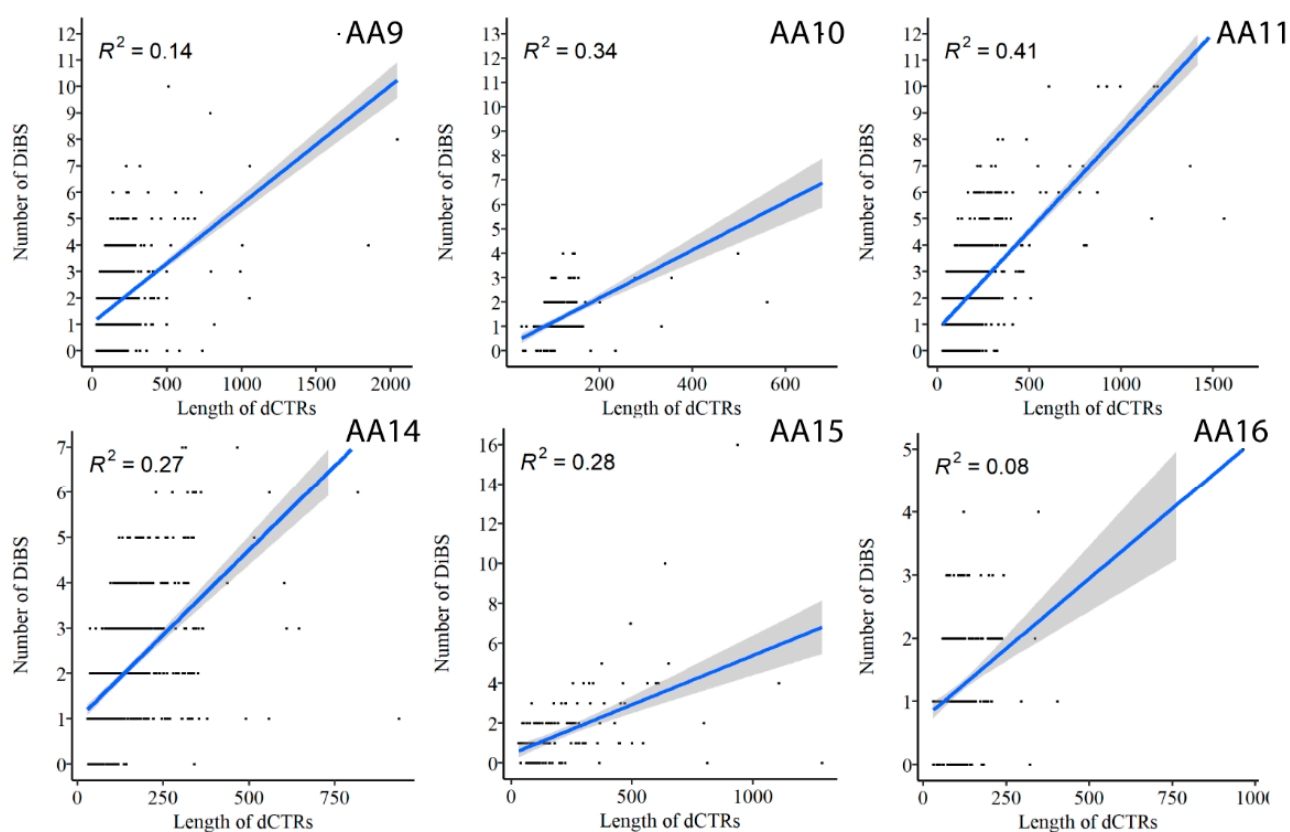 AA9
R² = 0.14
12
11
10
9
8
7
6
5
4
3
2
1
0
Number of DiBS
0 500 1000 1500 2000
Length of dCTRs
AA10
R² = 0.34
13
12
11
10
9
8
7
6
5
4
3
2
1
0
Number of DiBS
200 400 600
Length of dCTRs
AA11
R² = 0.41
12
11
10
9
8
7
6
5
4
3
2
1
0
Number of DiBS
0 500 1000 1500
Length of dCTRs
AA14
R² = 0.27
7
6
5
4
3
2
1
0
Number of DiBS
250 500 750
Length of dCTRs
AA15
R² = 0.28
16
14
12
10
8
6
4
2
0
Number of DiBS
0 500 1000
Length of dCTRs
AA16
R² = 0.08
5
4
3
2
1
0
Number of DiBS
0 250 500 750 1000
Length of dCTRs